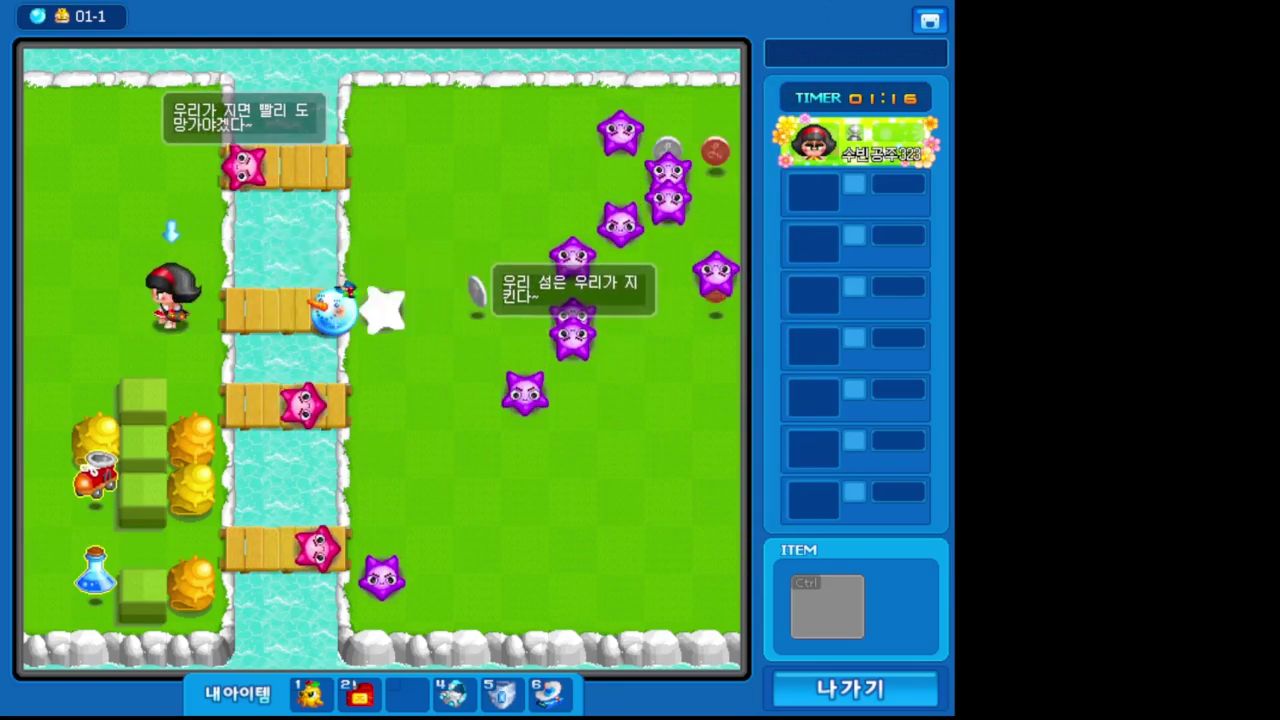 01-1
우리가 지면 빨리 도
망가야겠다~
TIMER 01:16
수빈공주323
우리 섬은 우리가 지
킨다~
ITEM
Ctrl
내아이템 1 2 4 5 6
나가기